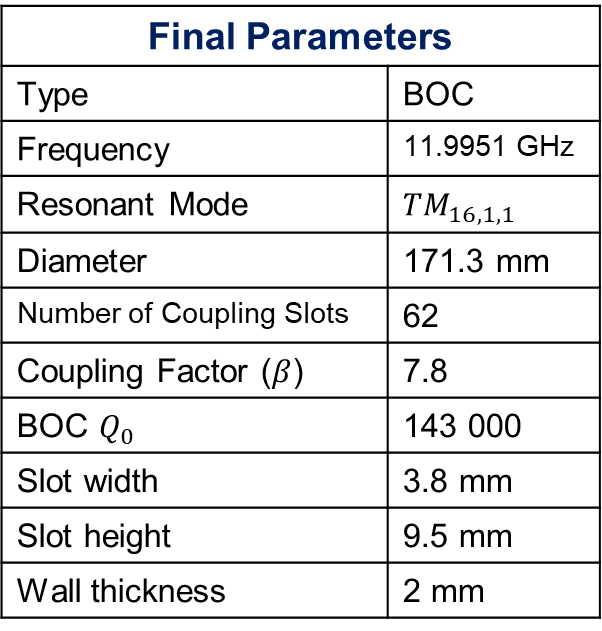 Final Parameters
Type BOC
Frequency 11.9951 GHz
Resonant Mode $TM_{16,1,1}$
Diameter 171.3 mm
Number of Coupling Slots 62
Coupling Factor ($\beta$) 7.8
BOC $Q_0$ 143 000
Slot width 3.8 mm
Slot height 9.5 mm
Wall thickness 2 mm